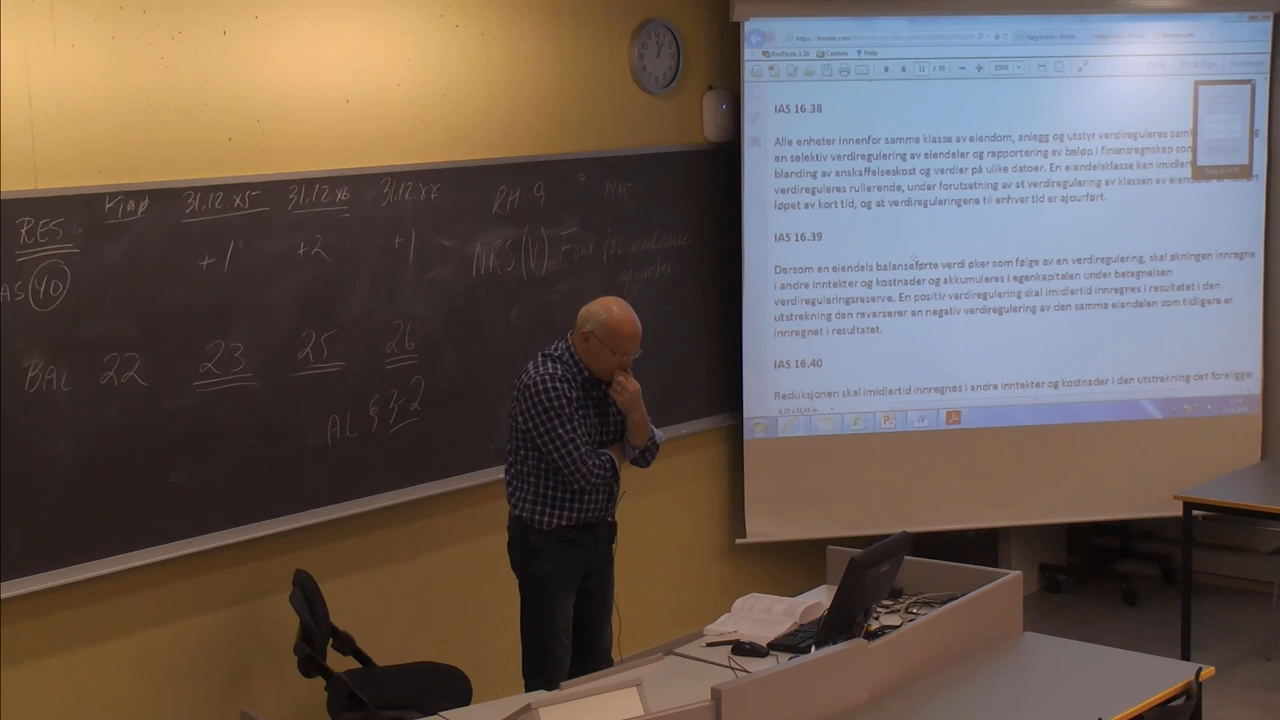 Kjøp 31.12.x5 31.12.x6 31.12.x7
RES +1 +2 +1
AS 40
BAL 22 23 25 26
AL § 3-2
RH. 9
NRS (V) Fond for
IAS 16.38
Alle enheter innenfor samme klasse av eiendom, anlegg og utstyr verdireguleres
en selektiv verdiregulering av eiendeler og rapportering av beløp i finansregnskap som
blanding av anskaffelseskost og verdier på ulike datoer. En eiendelsklasse kan
verdireguleres rullerende, under forutsetning av at verdiregulering av klassen av
løpet av kort tid, og at verdireguleringene til enhver tid er ajourført.
IAS 16.39
Dersom en eiendels balanseførte verdi øker som følge av en verdiregulering, skal økningen innregnes
i andre inntekter og kostnader og akkumuleres i egenkapitalen under betegnelsen
verdireguleringsreserve. En positiv verdiregulering skal imidlertid innregnes i resultatet i den
utstrekning den reverserer en negativ verdiregulering av den samme eiendelen som tidligere er
innregnet i resultatet.
IAS 16.40
Reduksjonen skal imidlertid innregnes i andre inntekter og kostnader i den utstrekning det